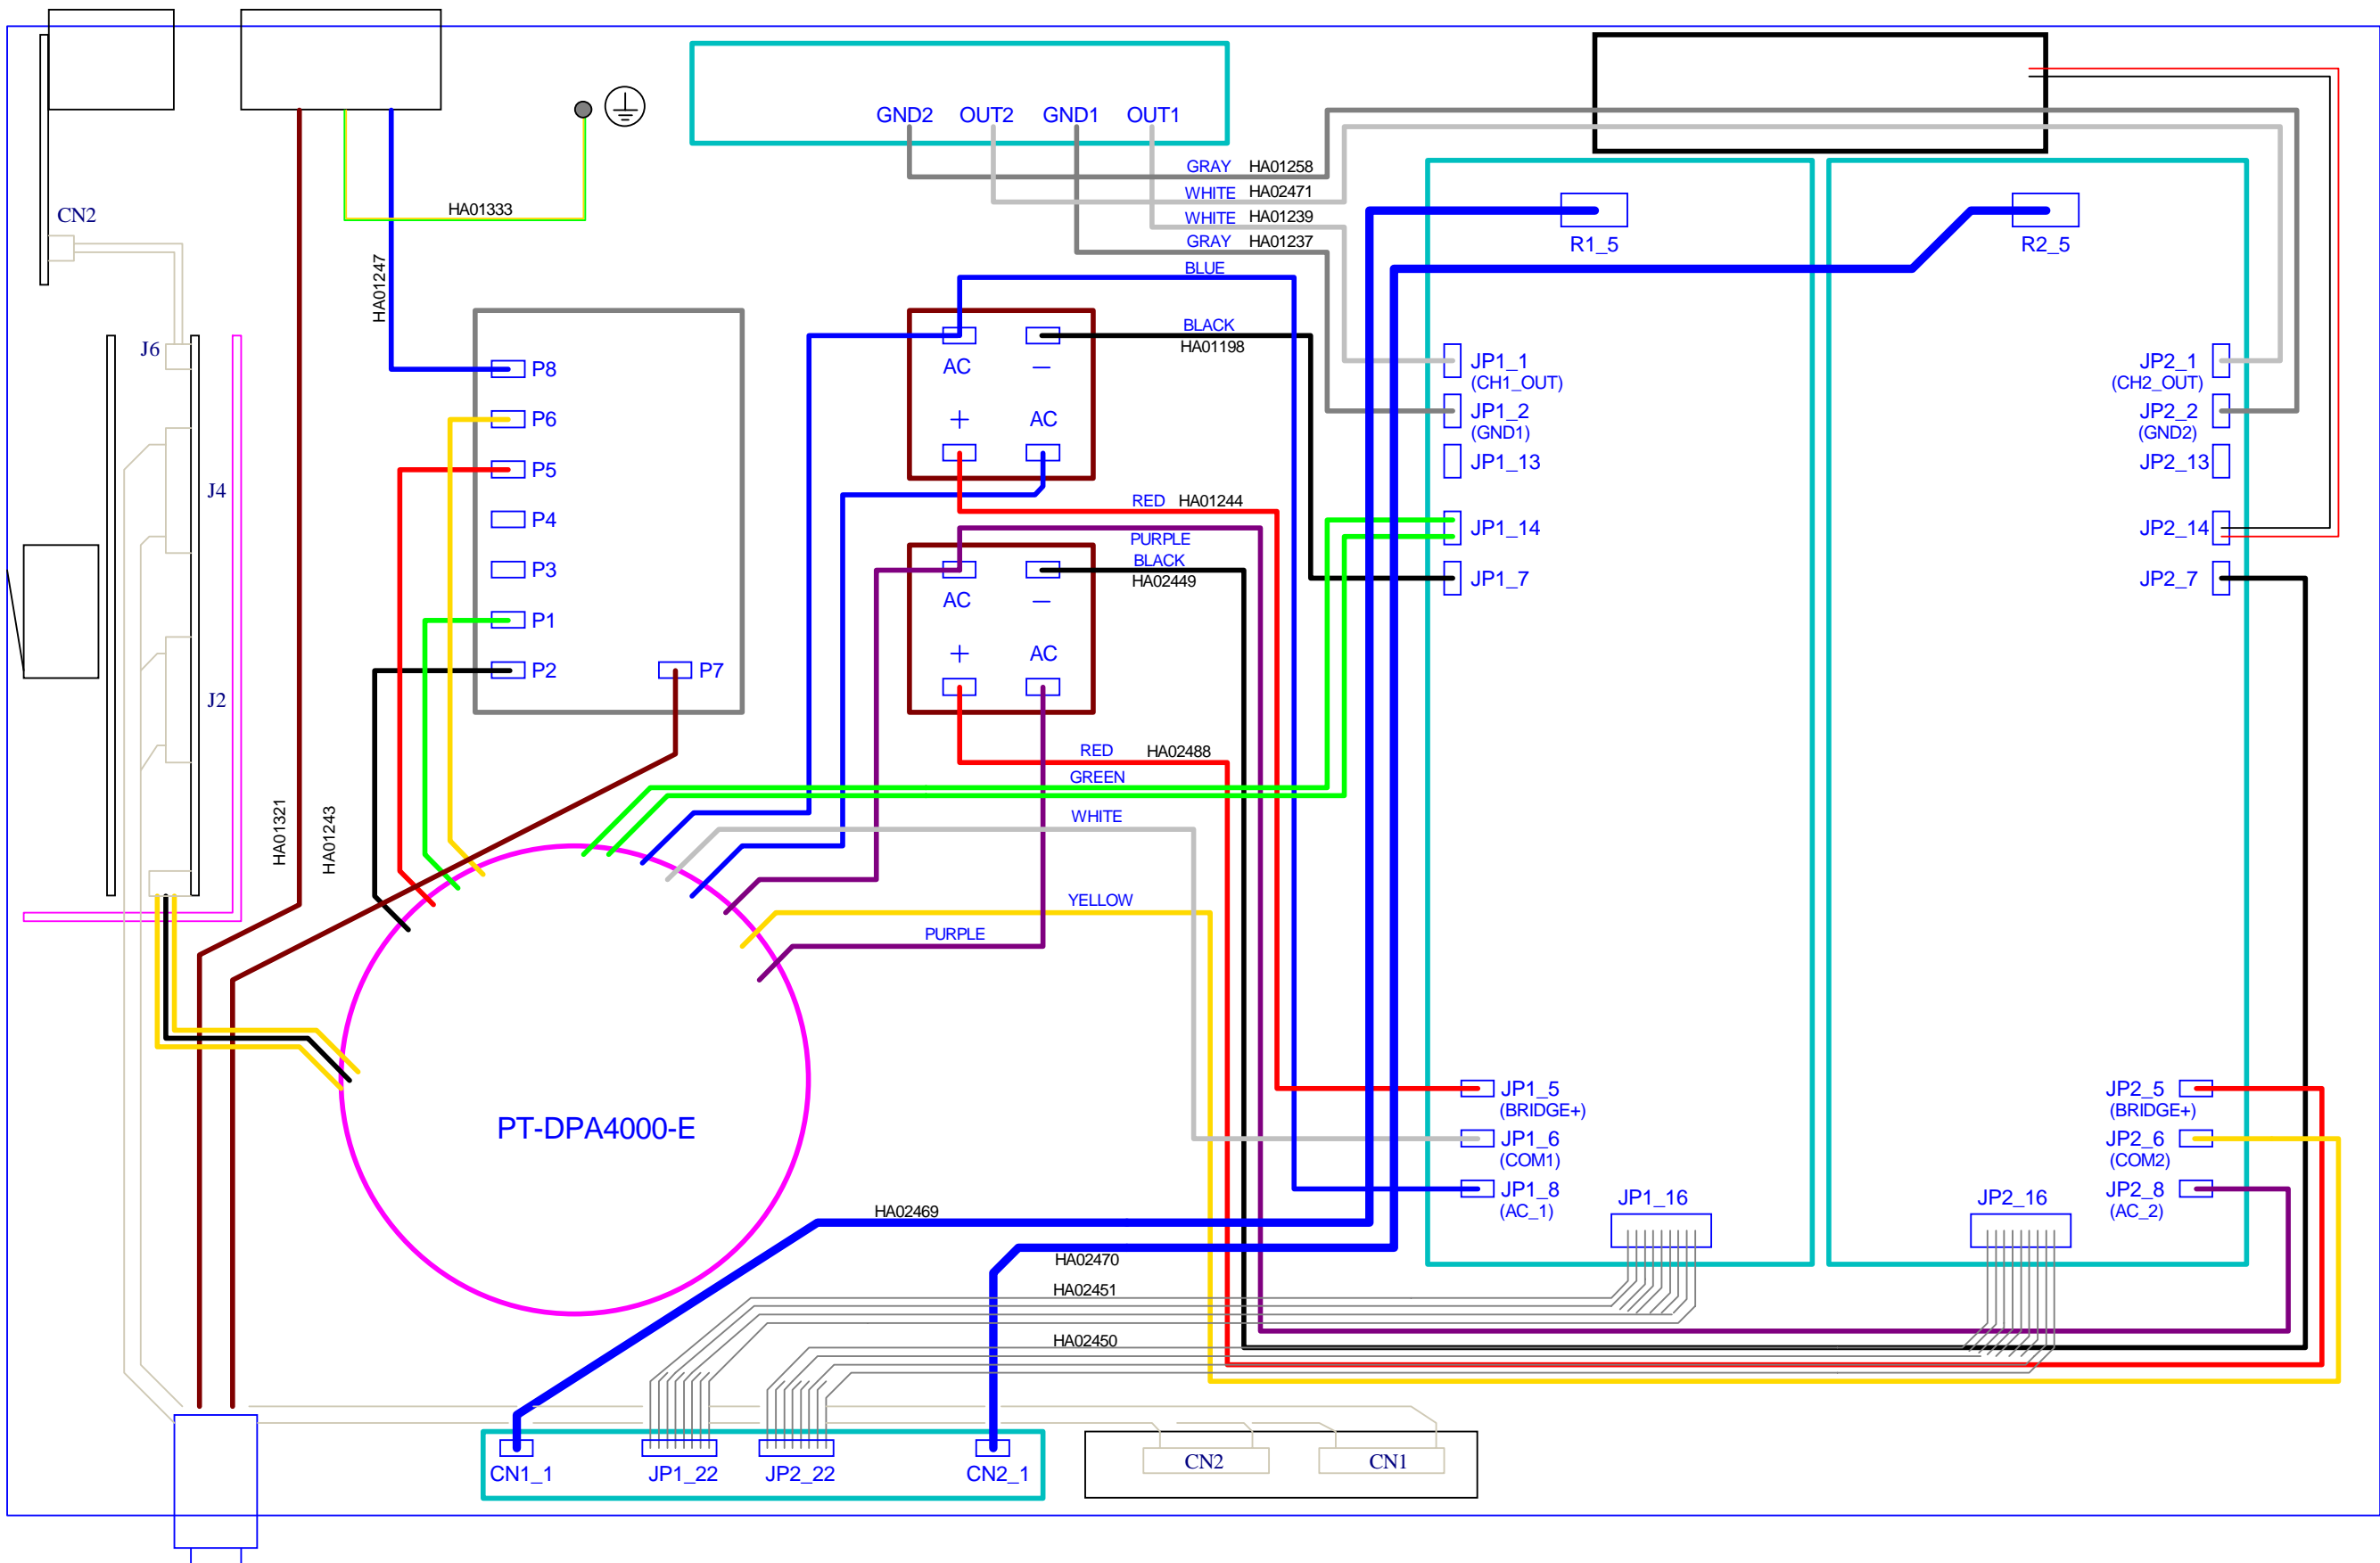 GND2 OUT2 GND1 OUT1
GRAY HA01258
WHITE HA02471
WHITE HA01239
GRAY HA01237
BLUE
HA01333
CN2
HA01247
R1_5
R2_5
J6
J4
J2
P8
P6
P5
P4
P3
P1
P2
P7
AC —
+ AC
BLACK
HA01198
RED HA01244
PURPLE
BLACK
HA02449
AC —
+ AC
RED HA02488
GREEN
WHITE
YELLOW
PURPLE
JP1_1
(CH1_OUT)
JP1_2
(GND1)
JP1_13
JP1_14
JP1_7
JP2_1
(CH2_OUT)
JP2_2
(GND2)
JP2_13
JP2_14
JP2_7
HA01321
HA01243
PT-DPA4000-E
JP1_5
(BRIDGE+)
JP1_6
(COM1)
JP1_8
(AC_1)
JP1_16
JP2_5
(BRIDGE+)
JP2_6
(COM2)
JP2_8
(AC_2)
JP2_16
HA02469
HA02470
HA02451
HA02450
CN1_1
JP1_22
JP2_22
CN2_1
CN2
CN1